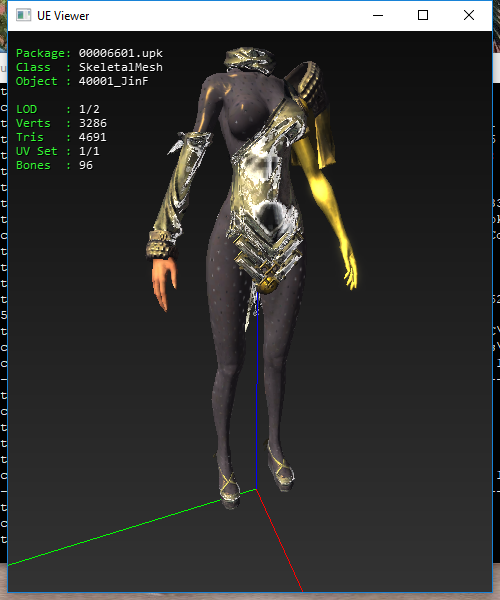 UE Viewer
Package: 00006601.upk
Class : SkeletalMesh
Object : 40001_JinF
LOD : 1/2
Verts : 3286
Tris : 4691
UV Set : 1/1
Bones : 96